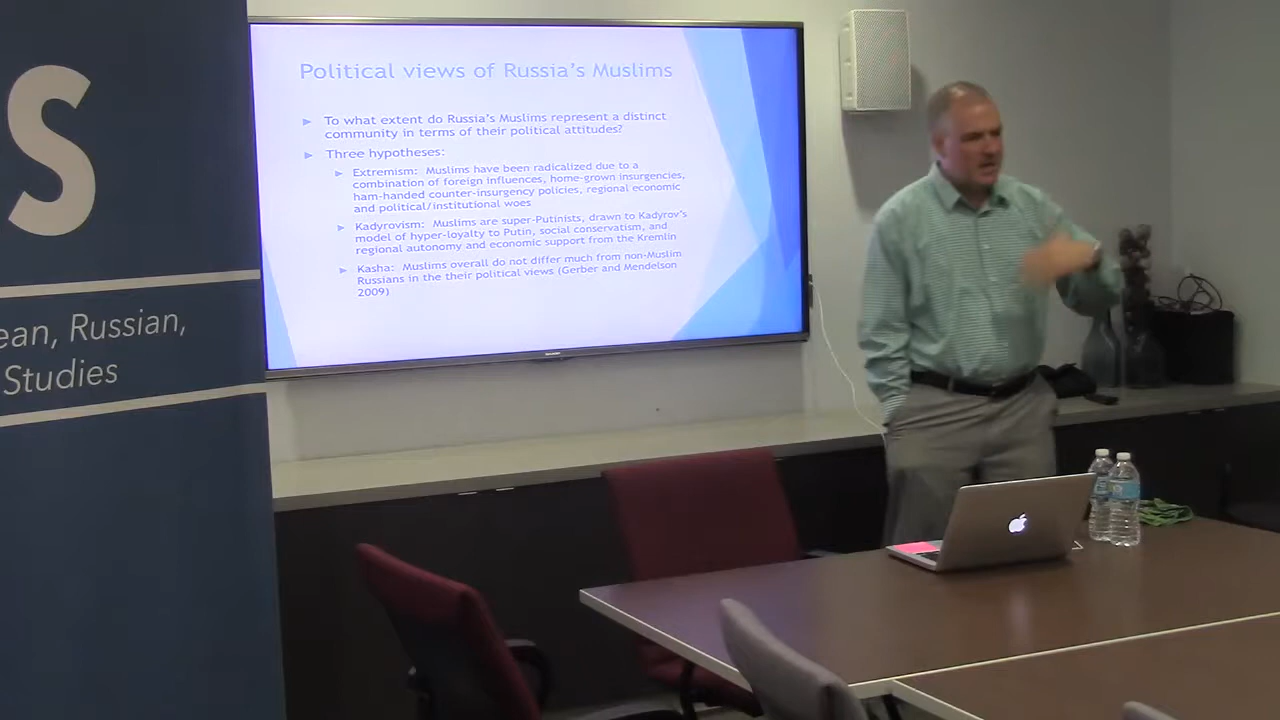 S
ean, Russian,
Studies
Political views of Russia's Muslims
To what extent do Russia's Muslims represent a distinct
community in terms of their political attitudes?
Three hypotheses:
Extremism: Muslims have been radicalized due to a
combination of foreign influences, home-grown insurgencies,
ham-handed counter-insurgency policies, regional economic
and political/institutional woes
Kadyrovism: Muslims are super-Putinists, drawn to Kadyrov's
model of hyper-loyalty to Putin, social conservatism, and
regional autonomy and economic support from the Kremlin
Kasha: Muslims overall do not differ much from non-Muslim
Russians in the their political views (Gerber and Mendelson
2009)